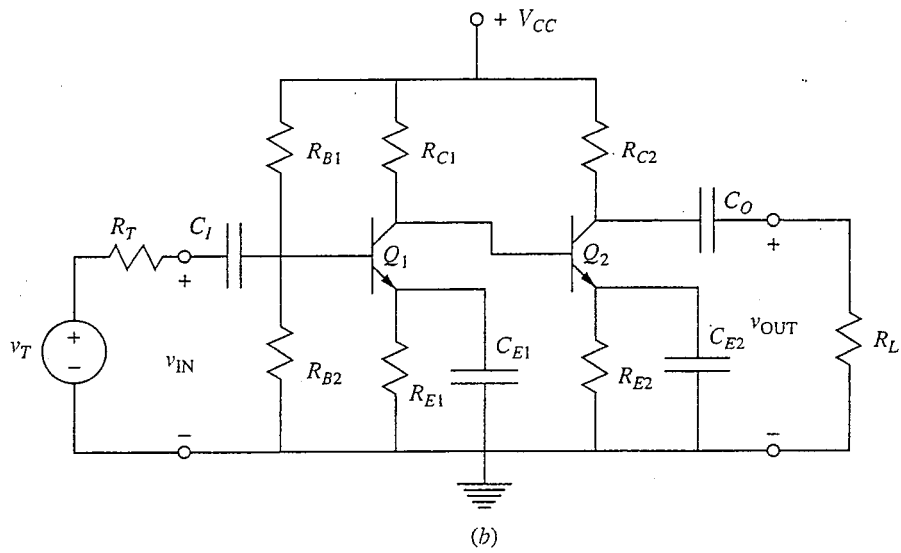 + V_CC
R_B1
R_C1
R_C2
R_T
C_I
C_O
+
Q_1
Q_2
+
v_T
+
−
v_IN
R_B2
R_E1
C_E1
R_E2
C_E2
v_OUT
R_L
−
−
(b)